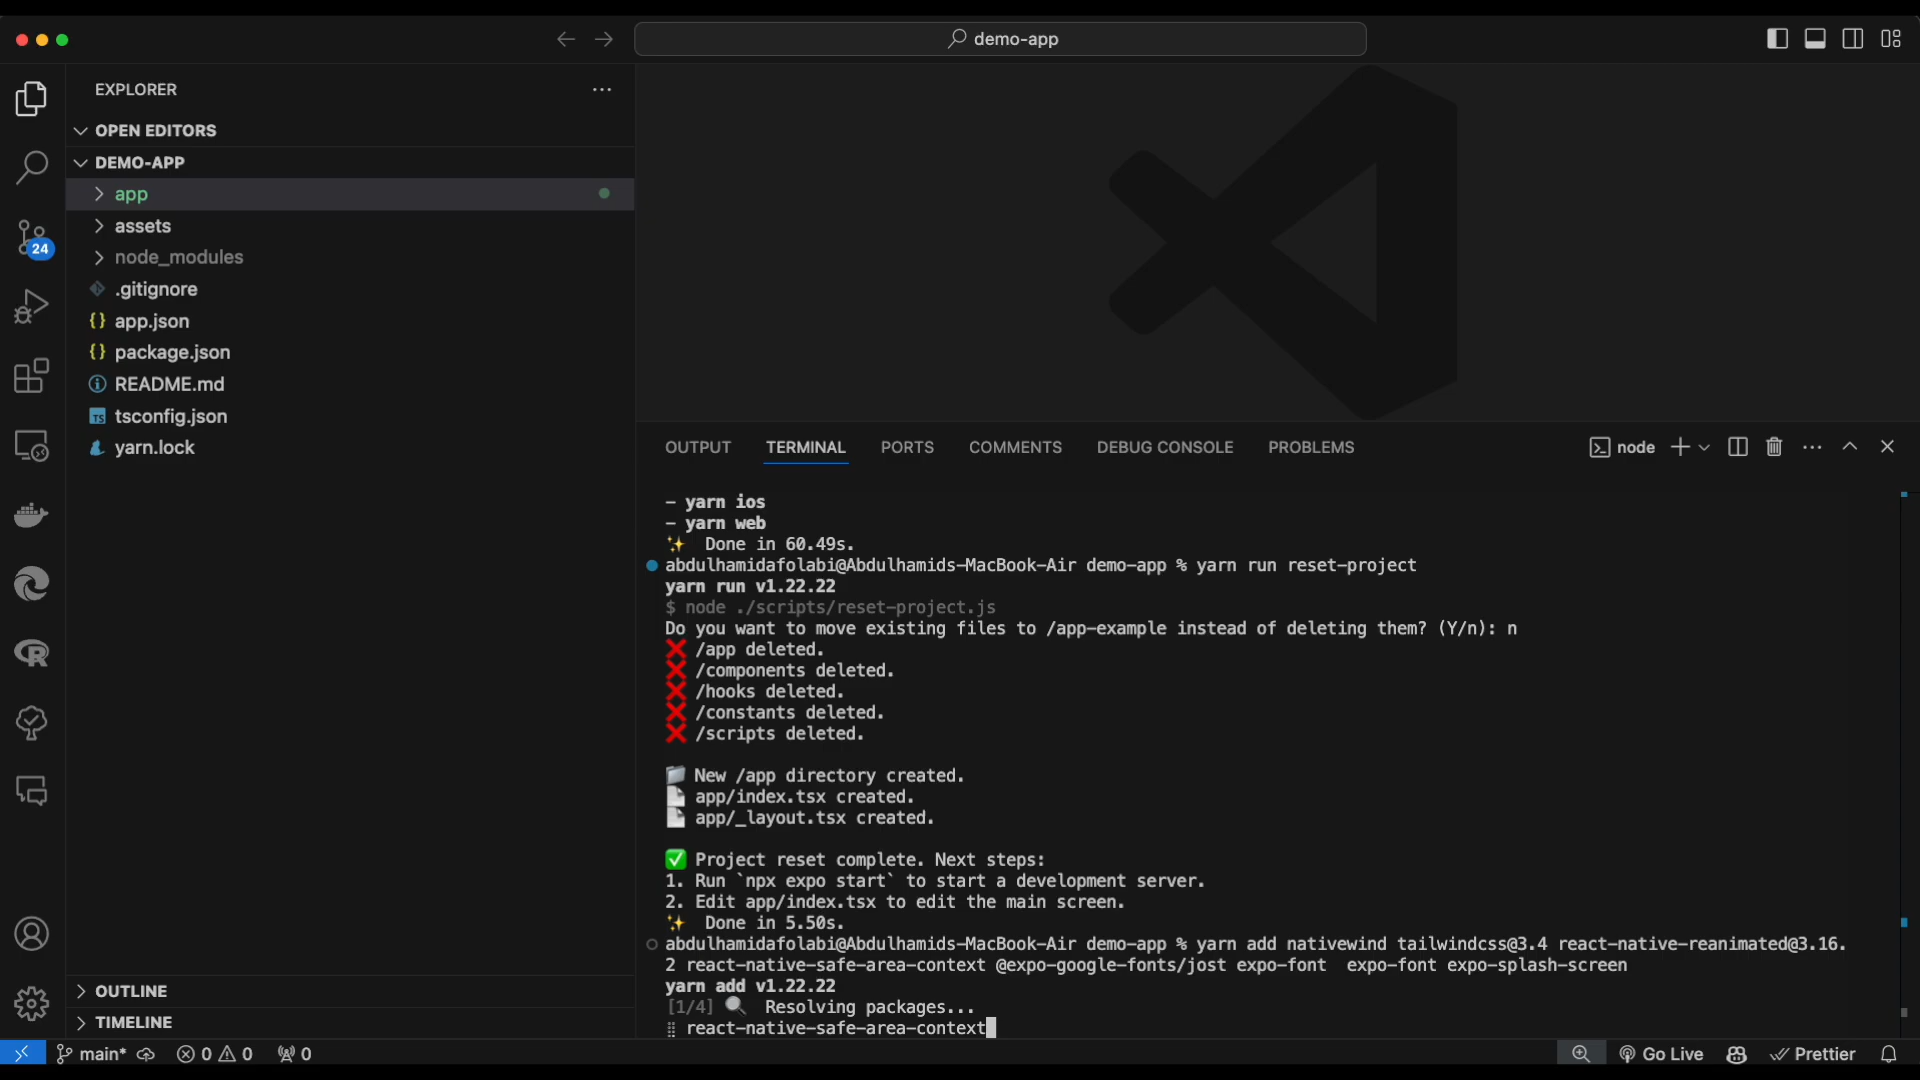 demo-app
EXPLORER
OPEN EDITORS
DEMO-APP
app
assets
node_modules
.gitignore
{} app.json
{} package.json
README.md
TS tsconfig.json
yarn.lock
24
OUTLINE
TIMELINE
OUTPUT TERMINAL PORTS COMMENTS DEBUG CONSOLE PROBLEMS node
- yarn ios
- yarn web
✨ Done in 60.49s.
abdulhamidafolabi@Abdulhamids-MacBook-Air demo-app % yarn run reset-project
yarn run v1.22.22
$ node ./scripts/reset-project.js
Do you want to move existing files to /app-example instead of deleting them? (Y/n): n
❌ /app deleted.
❌ /components deleted.
❌ /hooks deleted.
❌ /constants deleted.
❌ /scripts deleted.
📁 New /app directory created.
📄 app/index.tsx created.
📄 app/_layout.tsx created.
✅ Project reset complete. Next steps:
1. Run `npx expo start` to start a development server.
2. Edit app/index.tsx to edit the main screen.
✨ Done in 5.50s.
abdulhamidafolabi@Abdulhamids-MacBook-Air demo-app % yarn add nativewind tailwindcss@3.4 react-native-reanimated@3.16.
2 react-native-safe-area-context @expo-google-fonts/jost expo-font  expo-font expo-splash-screen
yarn add v1.22.22
[1/4] 🔍 Resolving packages...
⣿ react-native-safe-area-context
main* 0 0 0 Go Live Prettier